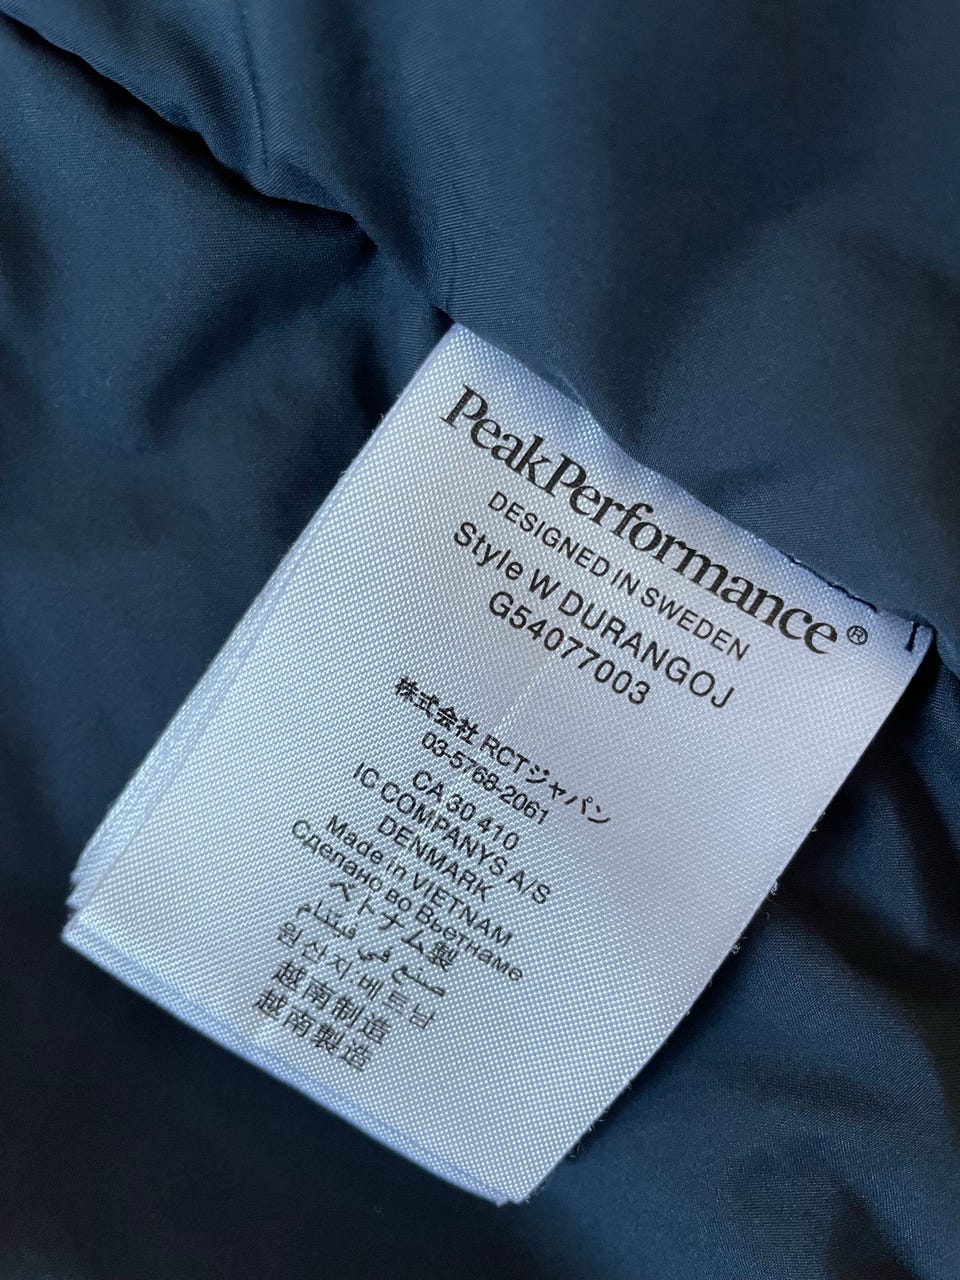 PeakPerformance®
DESIGNED IN SWEDEN
Style W DURANGOJ
G54077003
株式会社 RCTジャパン
03-5768-2061
CA 30 410
IC COMPANYS A/S
DENMARK
Made in VIETNAM
Сделано во Вьетнаме
ベトナム製
صنع في فيتنام
원산지베트남
越南制造
越南製造